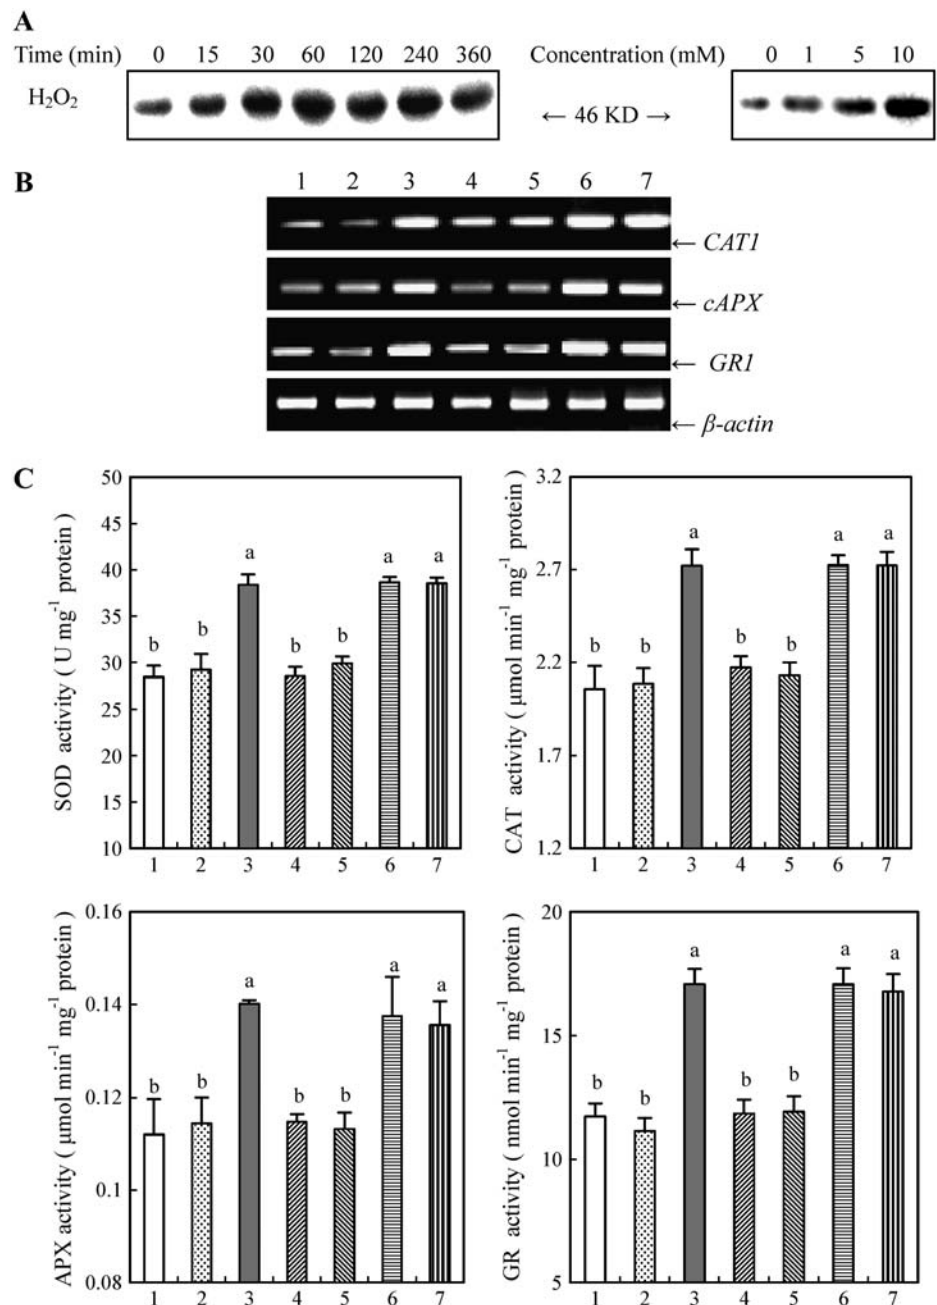 A
Time (min) 0 15 30 60 120 240 360 Concentration (mM) 0 1 5 10
H₂O₂
← 46 KD →
B
1 2 3 4 5 6 7
← CAT1
← cAPX
← GR1
← β-actin
C
SOD activity ( U mg⁻¹ protein )
50
45
40
35
30
25
20
15
10
b b a b b a a
1 2 3 4 5 6 7
CAT activity ( μmol min⁻¹ mg⁻¹ protein )
3.2
2.7
2.2
1.7
1.2
b b a b b a a
1 2 3 4 5 6 7
APX activity ( μmol min⁻¹ mg⁻¹ protein )
0.16
0.14
0.12
0.1
0.08
b b a b b a a
1 2 3 4 5 6 7
GR activity ( nmol min⁻¹ mg⁻¹ protein )
20
15
10
5
b b a b b a a
1 2 3 4 5 6 7